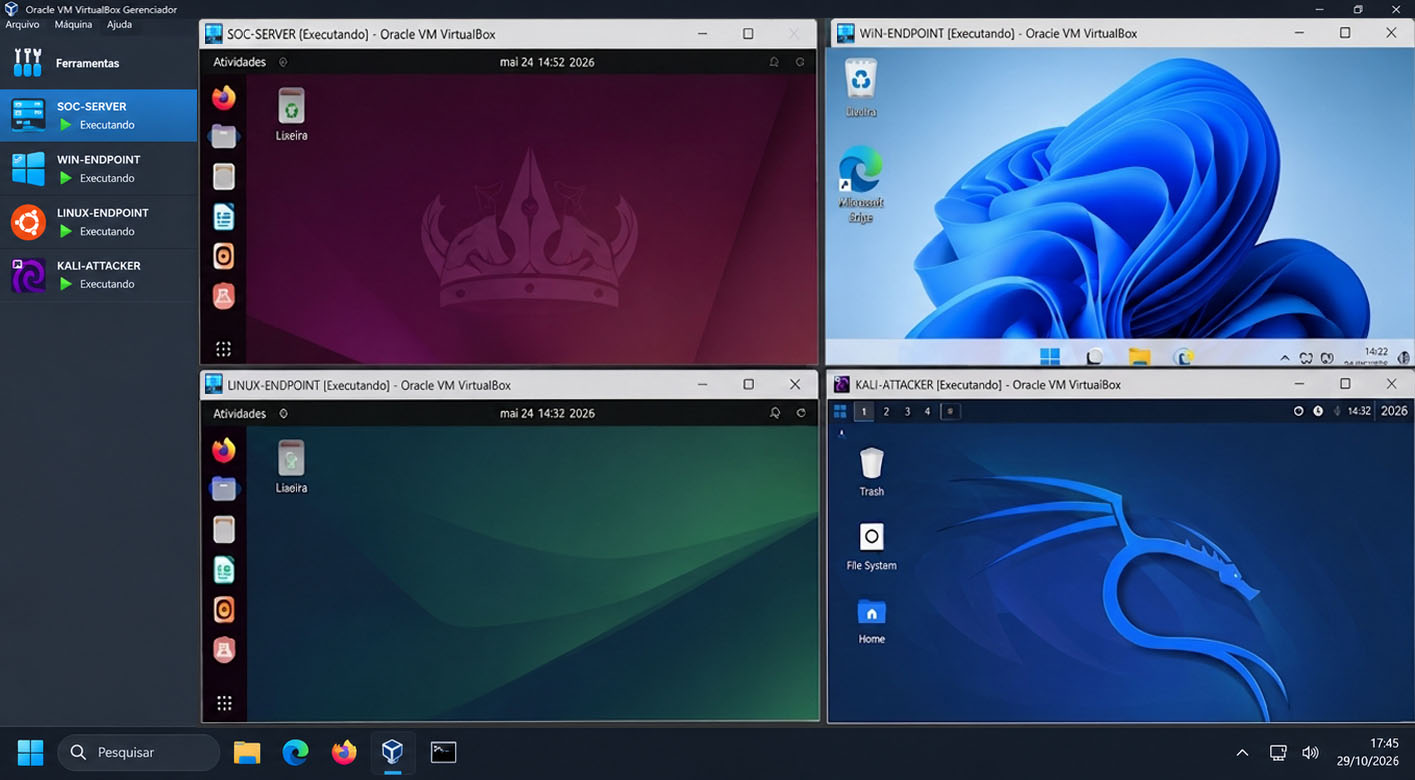 Oracle VM VirtualBox Gerenciador
Arquivo Máquina Ajuda
Ferramentas
SOC-SERVER
Executando
WIN-ENDPOINT
Executando
LINUX-ENDPOINT
Executando
KALI-ATTACKER
Executando
SOC-SERVER [Executando] - Oracle VM VirtualBox
Atividades
mai 24 14:52 2026
Lixeira
WiN-ENDPOINT [Executando] - Oracle VM VirtualBox
Microsoft
14:22
LINUX-ENDPOINT [Executando] - Oracle VM VirtualBox
Atividades
mai 24 14:32 2026
Liaoira
KALI-ATTACKER [Executando] - Oracle VM VirtualBox
1 2 3 4
14:32 2026
Trash
File System
Home
Pesquisar
17:45
29/10/2026